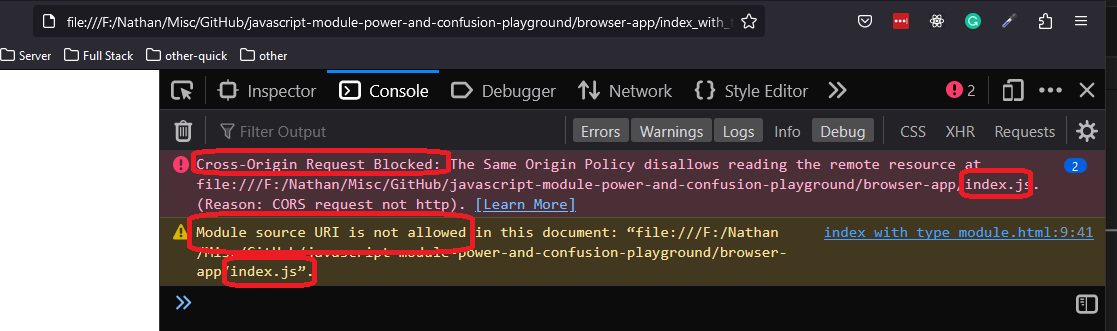 file:///F:/Nathan/Misc/GitHub/javascript-module-power-and-confusion-playground/browser-app/index_with_t
Server Full Stack other-quick other
Inspector Console Debugger Network Style Editor 2
Filter Output Errors Warnings Logs Info Debug CSS XHR Requests
Cross-Origin Request Blocked: The Same Origin Policy disallows reading the remote resource at 2
file:///F:/Nathan/Misc/GitHub/javascript-module-power-and-confusion-playground/browser-app/index.js.
(Reason: CORS request not http). [Learn More]
Module source URI is not allowed in this document: “file:///F:/Nathan index with type module.html:9:41
/Misc/GitHub/javascript-module-power-and-confusion-playground/browser-
app/index.js”.